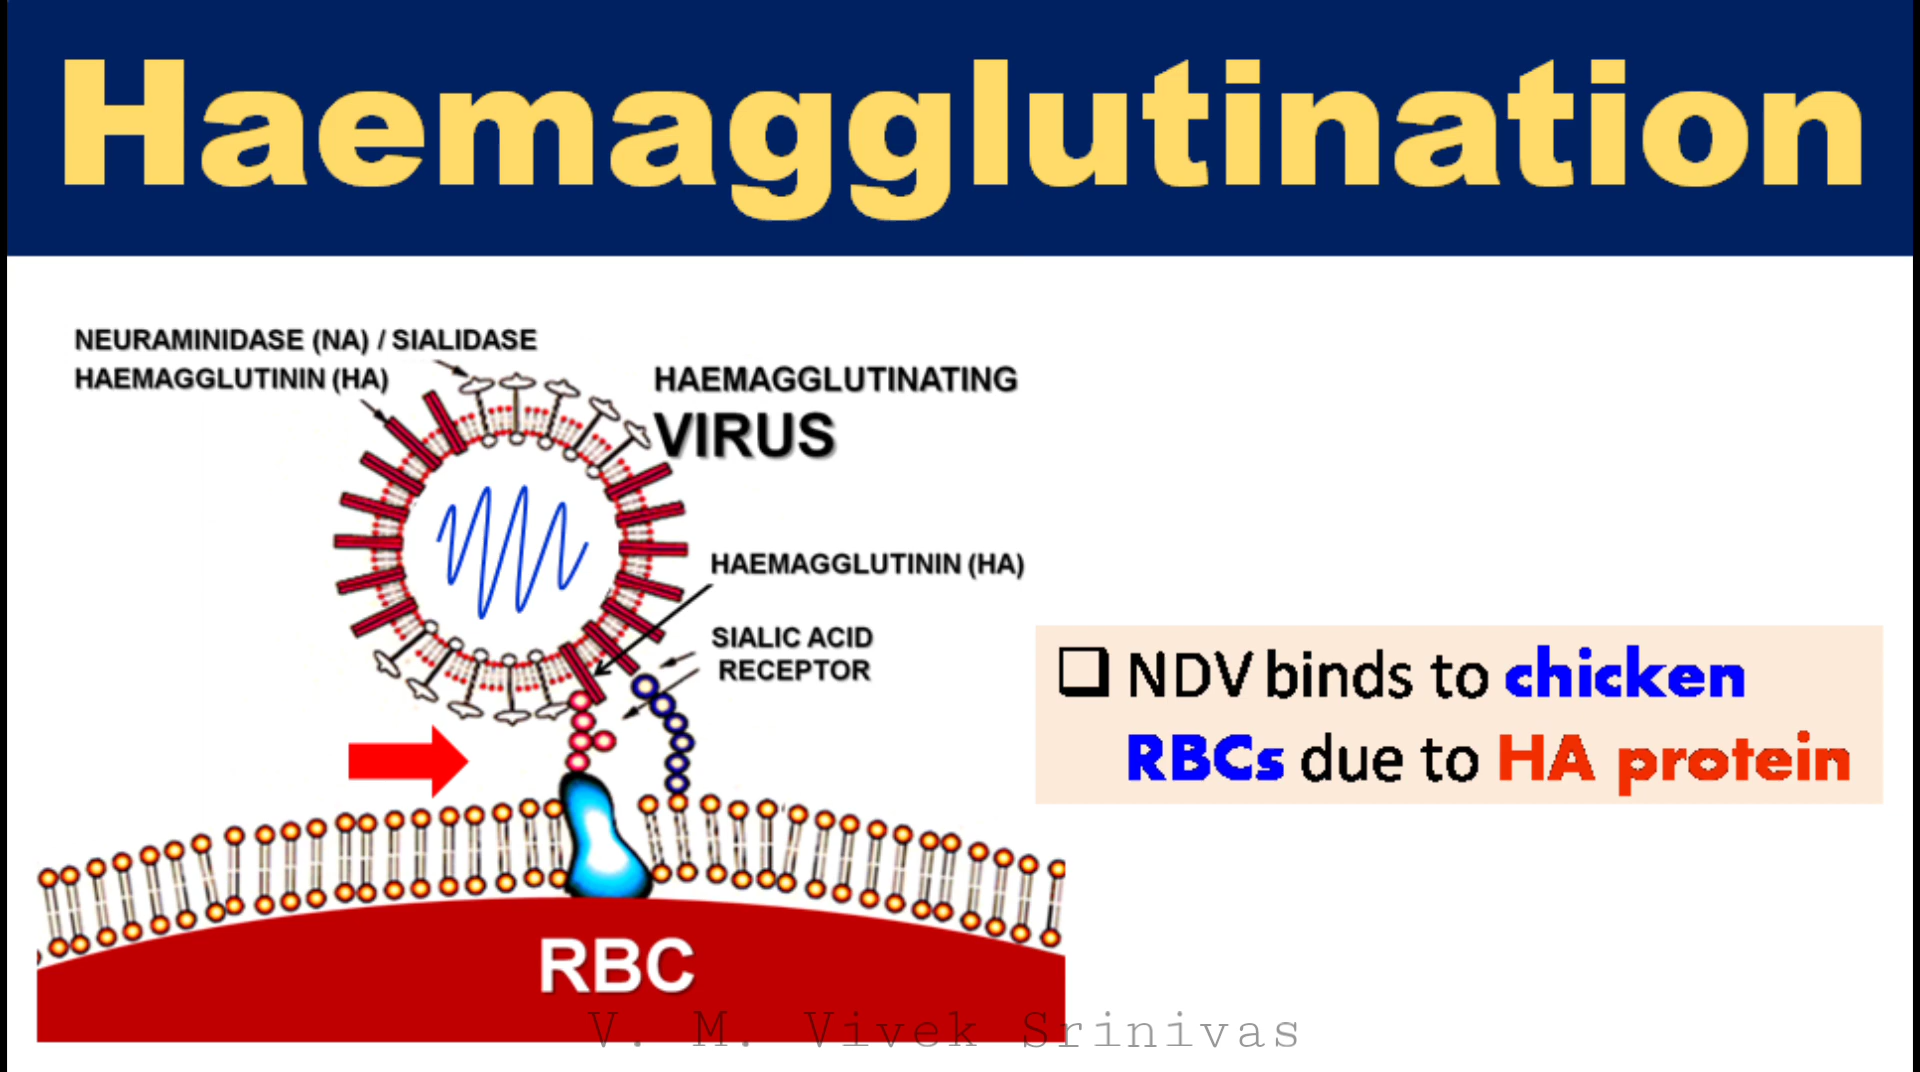 Haemagglutination
NEURAMINIDASE (NA) / SIALIDASE
HAEMAGGLUTININ (HA)
HAEMAGGLUTINATING
VIRUS
HAEMAGGLUTININ (HA)
SIALIC ACID
RECEPTOR
❑ NDV binds to chicken
RBCs due to HA protein
RBC
V. M. Vivek Srinivas